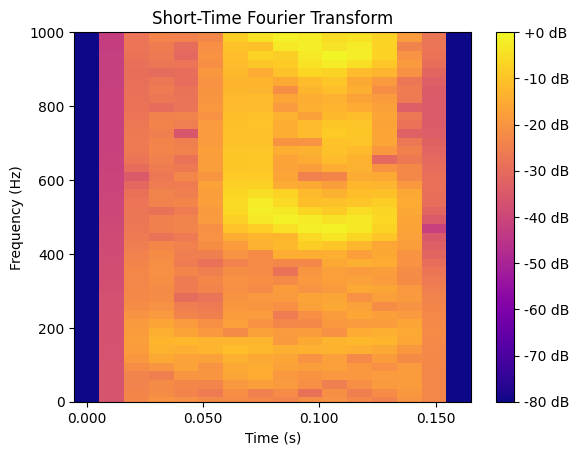 Short-Time Fourier Transform
1000
800
600
400
200
0
Frequency (Hz)
0.000
0.050
0.100
0.150
Time (s)
+0 dB
-10 dB
-20 dB
-30 dB
-40 dB
-50 dB
-60 dB
-70 dB
-80 dB